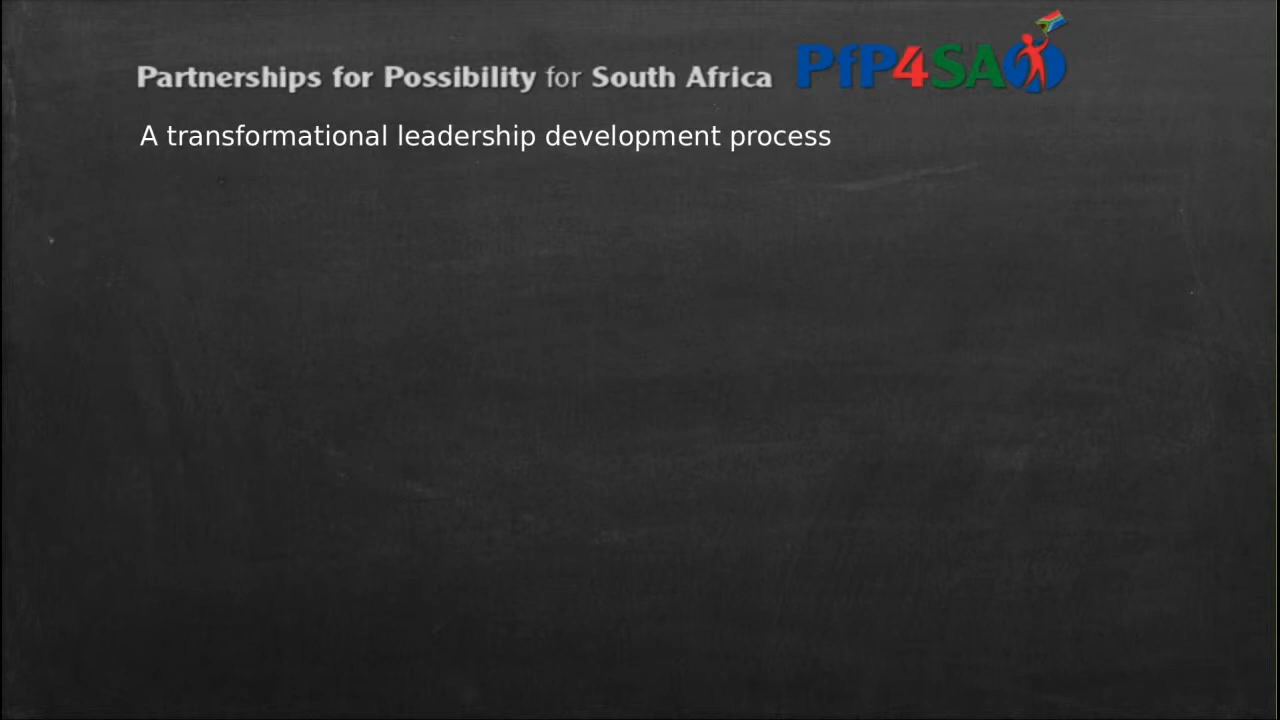 Partnerships for Possibility for South Africa PfP4SA
A transformational leadership development process